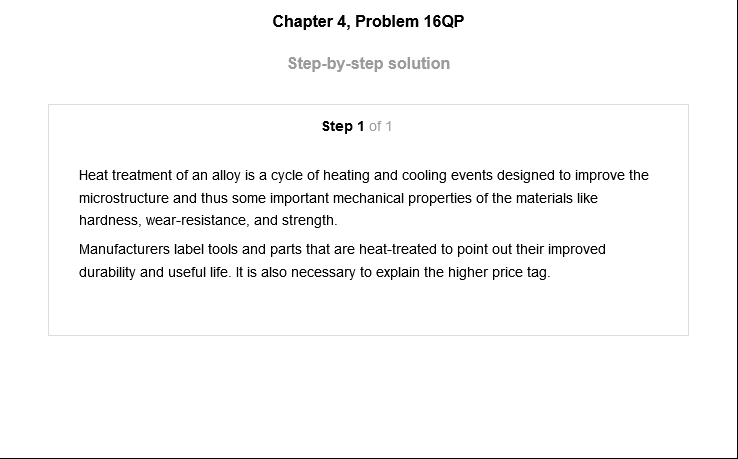 Chapter 4, Problem 16QP
Step-by-step solution
Step 1 of 1
Heat treatment of an alloy is a cycle of heating and cooling events designed to improve the
microstructure and thus some important mechanical properties of the materials like
hardness, wear-resistance, and strength.
Manufacturers label tools and parts that are heat-treated to point out their improved
durability and useful life. It is also necessary to explain the higher price tag.